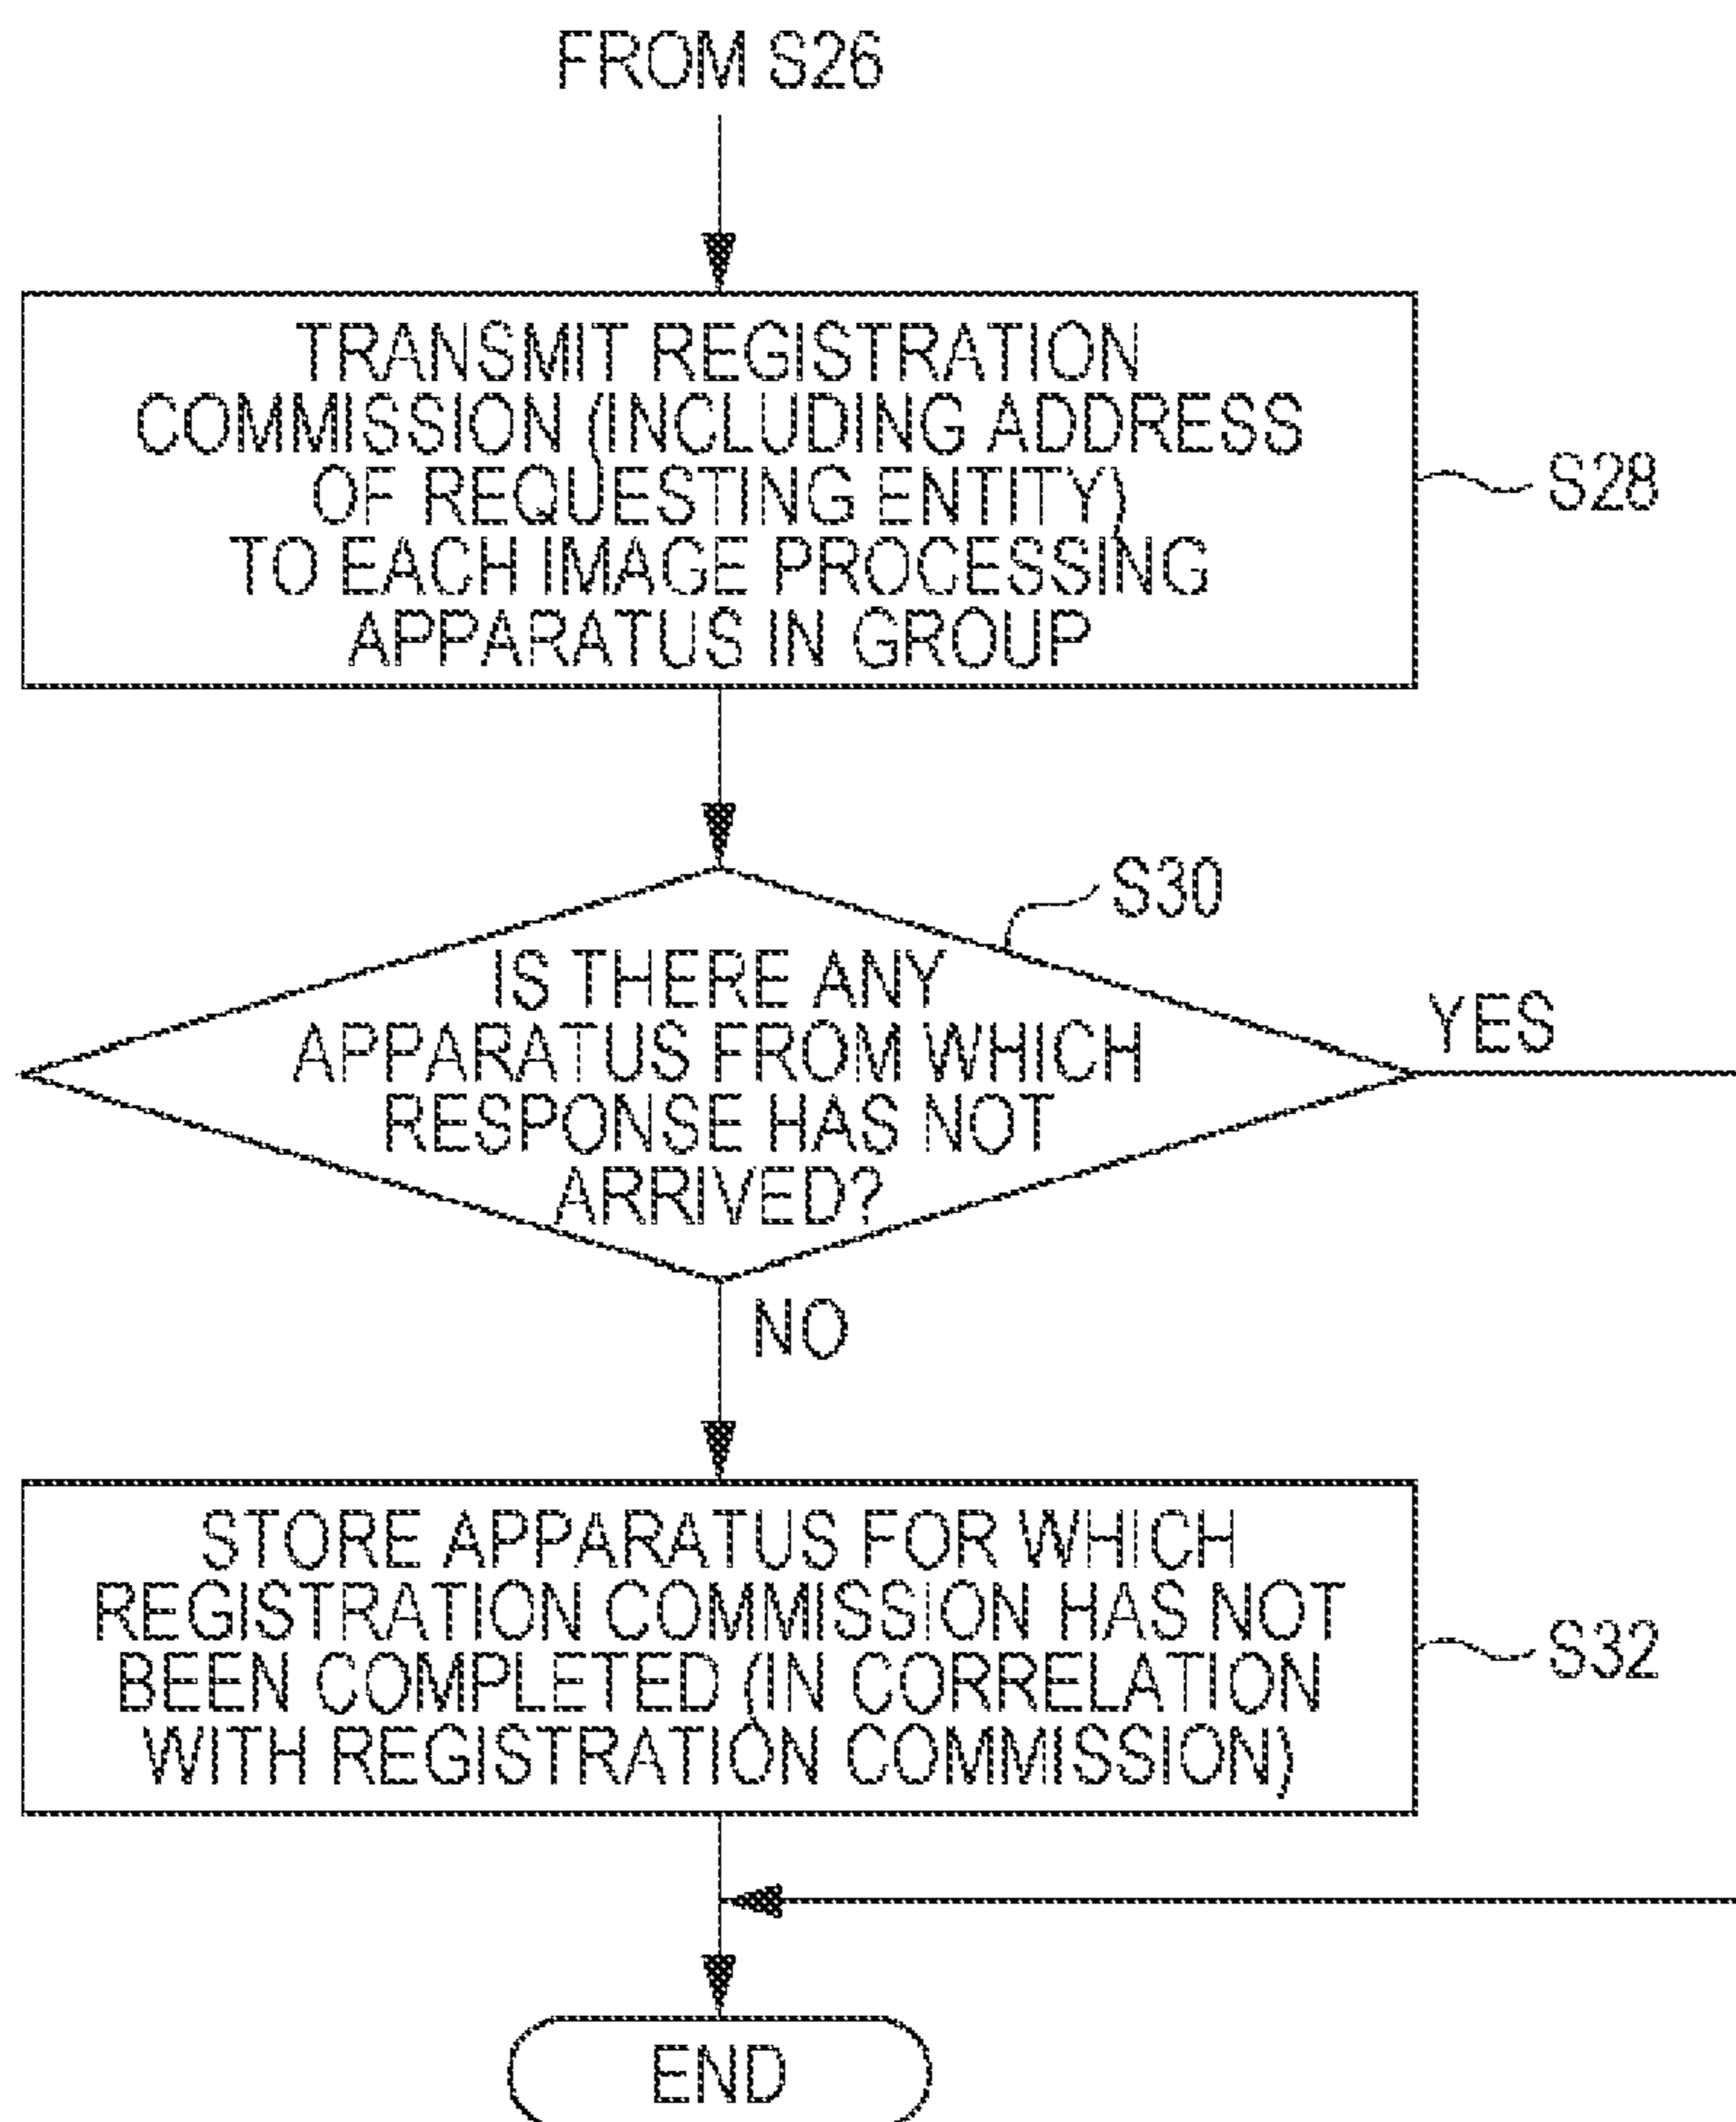 FROM S26
TRANSMIT REGISTRATION
COMMISSION (INCLUDING ADDRESS
OF REQUESTING ENTITY)
TO EACH IMAGE PROCESSING
APPARATUS IN GROUP
S28
S30
IS THERE ANY
APPARATUS FROM WHICH
RESPONSE HAS NOT
ARRIVED?
YES
NO
STORE APPARATUS FOR WHICH
REGISTRATION COMMISSION HAS NOT
BEEN COMPLETED (IN CORRELATION
WITH REGISTRATION COMMISSION)
S32
END